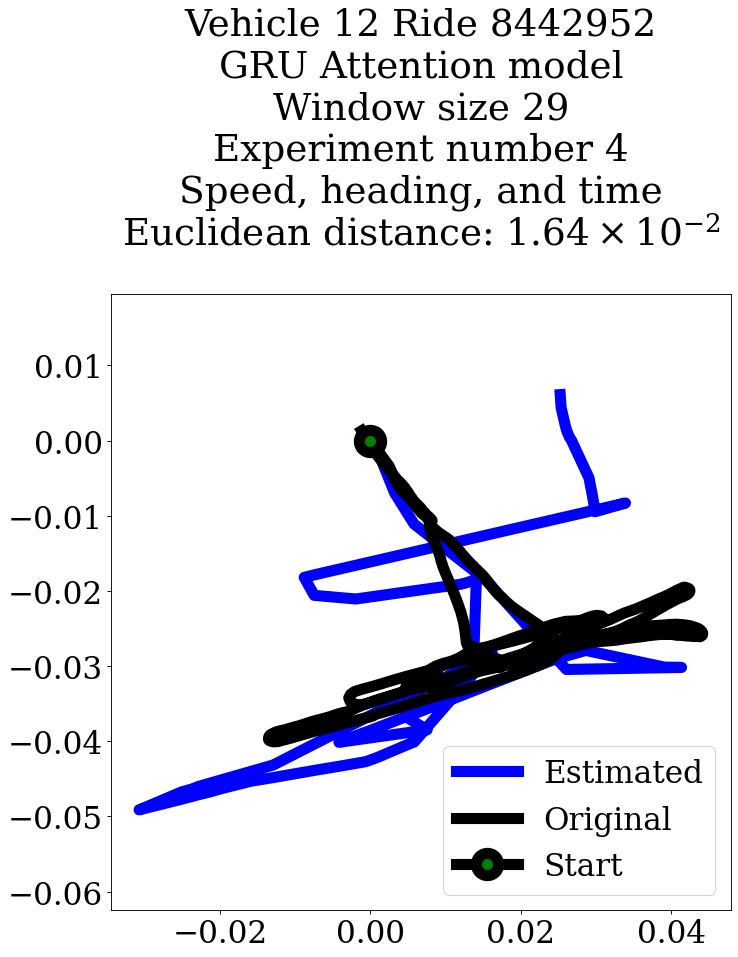 Vehicle 12 Ride 8442952
GRU Attention model
Window size 29
Experiment number 4
Speed, heading, and time
Euclidean distance: 1.64 × 10⁻²
0.01
0.00
−0.01
−0.02
−0.03
−0.04
−0.05
−0.06
Estimated
Original
Start
−0.02 0.00 0.02 0.04